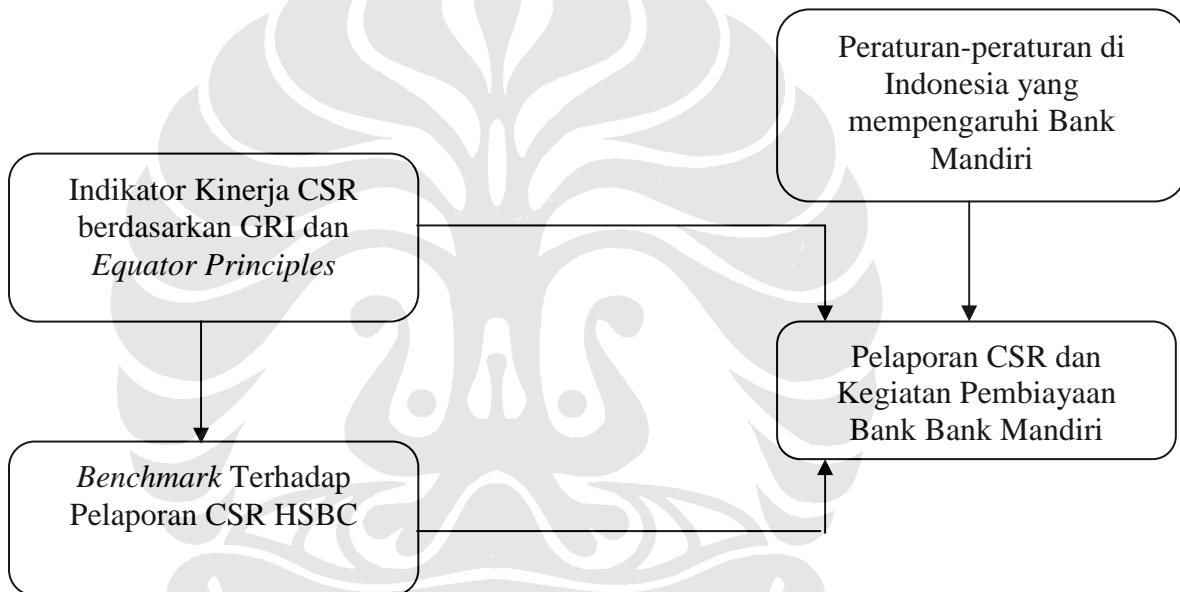 Peraturan-peraturan di
Indonesia yang
mempengaruhi Bank
Mandiri
Indikator Kinerja CSR
berdasarkan GRI dan
Equator Principles
Pelaporan CSR dan
Kegiatan Pembiayaan
Bank Bank Mandiri
Benchmark Terhadap
Pelaporan CSR HSBC